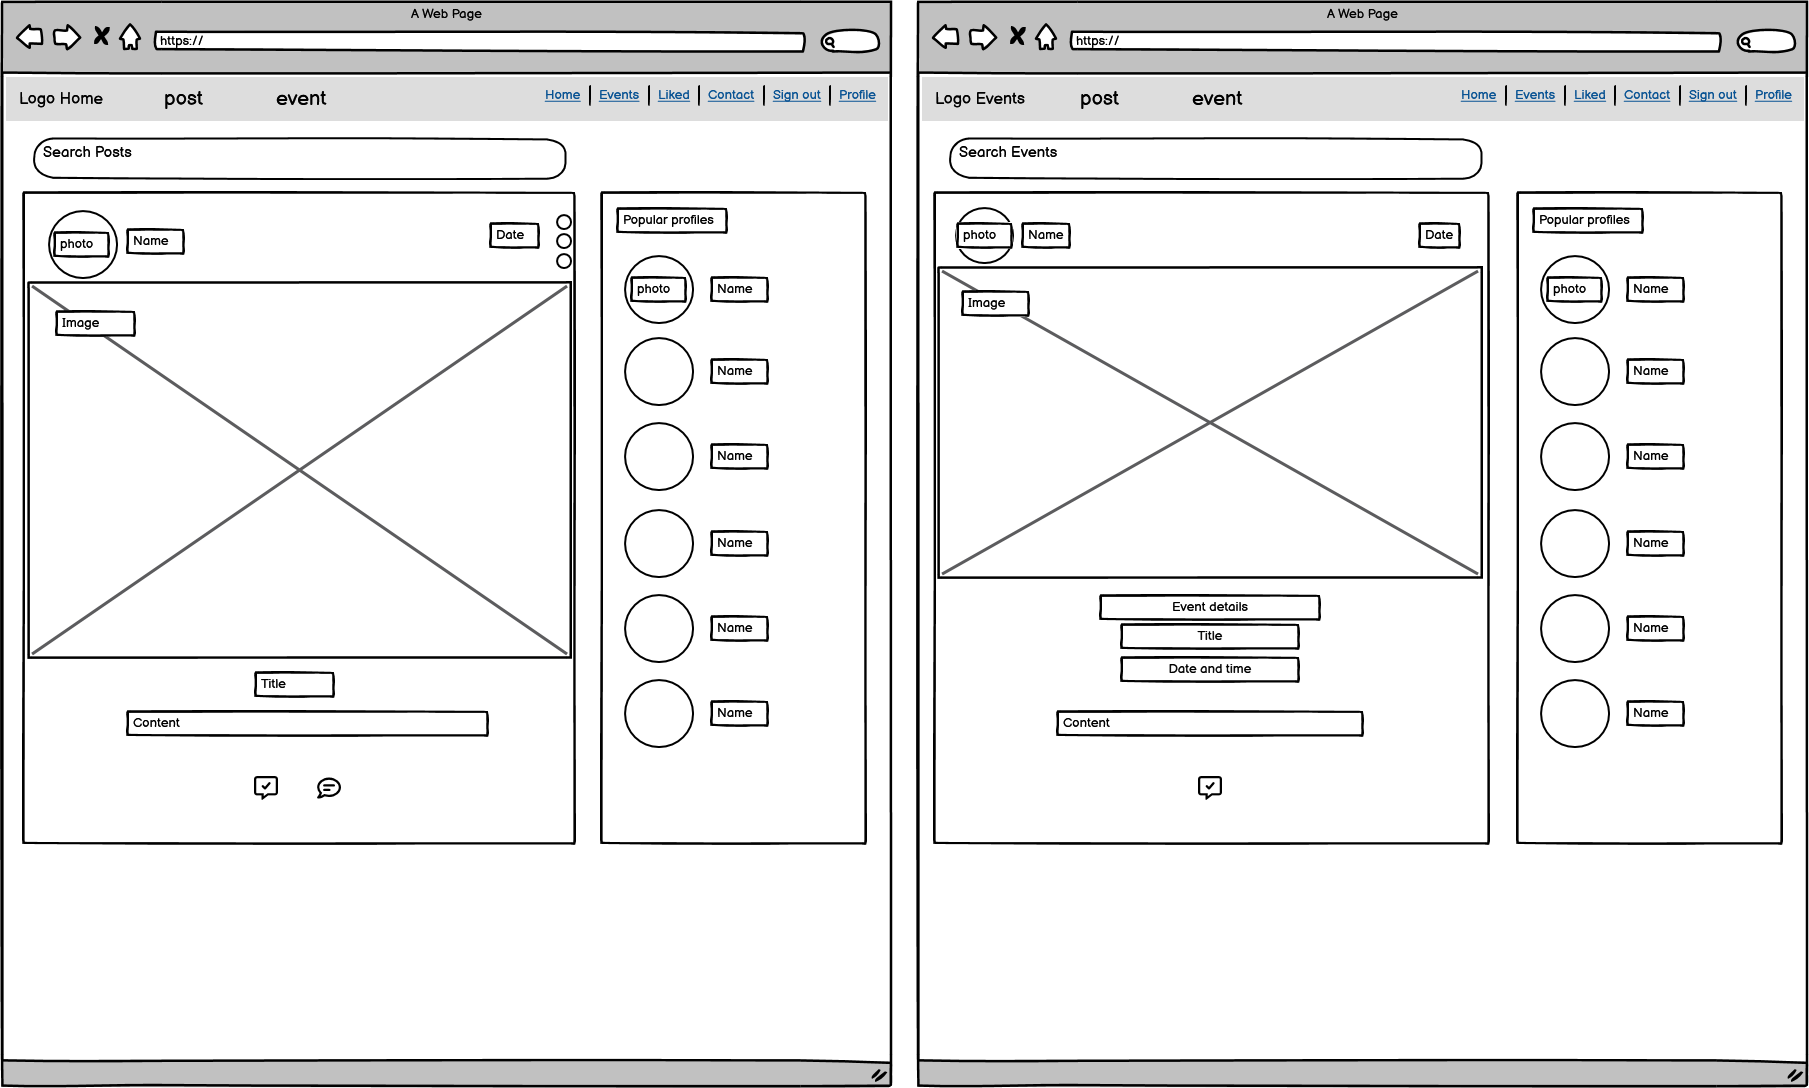 A Web Page
https://
Logo Home post event Home Events Liked Contact Sign out Profile
Search Posts
photo Name Date
Image
Title
Content
Popular profiles
photo Name
Name
Name
Name
Name
Name
A Web Page
https://
Logo Events post event Home Events Liked Contact Sign out Profile
Search Events
photo Name Date
Image
Event details
Title
Date and time
Content
Popular profiles
photo Name
Name
Name
Name
Name
Name